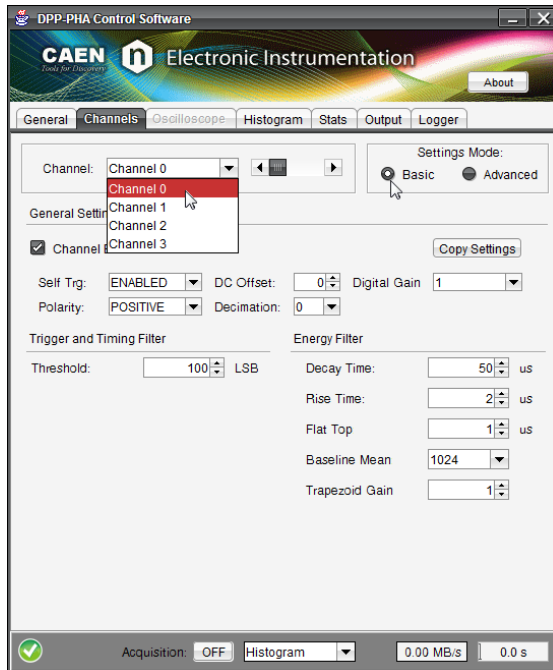 DPP-PHA Control Software
CAEN n Electronic Instrumentation
Tools for Discovery
About
General Channels Oscilloscope Histogram Stats Output Logger
Channel: Channel 0
Settings Mode:
Basic Advanced
Channel 0
Channel 1
Channel 2
Channel 3
General Settin
Channel E
Copy Settings
Self Trg: ENABLED DC Offset: 0 Digital Gain 1
Polarity: POSITIVE Decimation: 0
Trigger and Timing Filter Energy Filter
Threshold: 100 LSB Decay Time: 50 us
Rise Time: 2 us
Flat Top 1 us
Baseline Mean 1024
Trapezoid Gain 1
Acquisition: OFF Histogram 0.00 MB/s 0.0 s